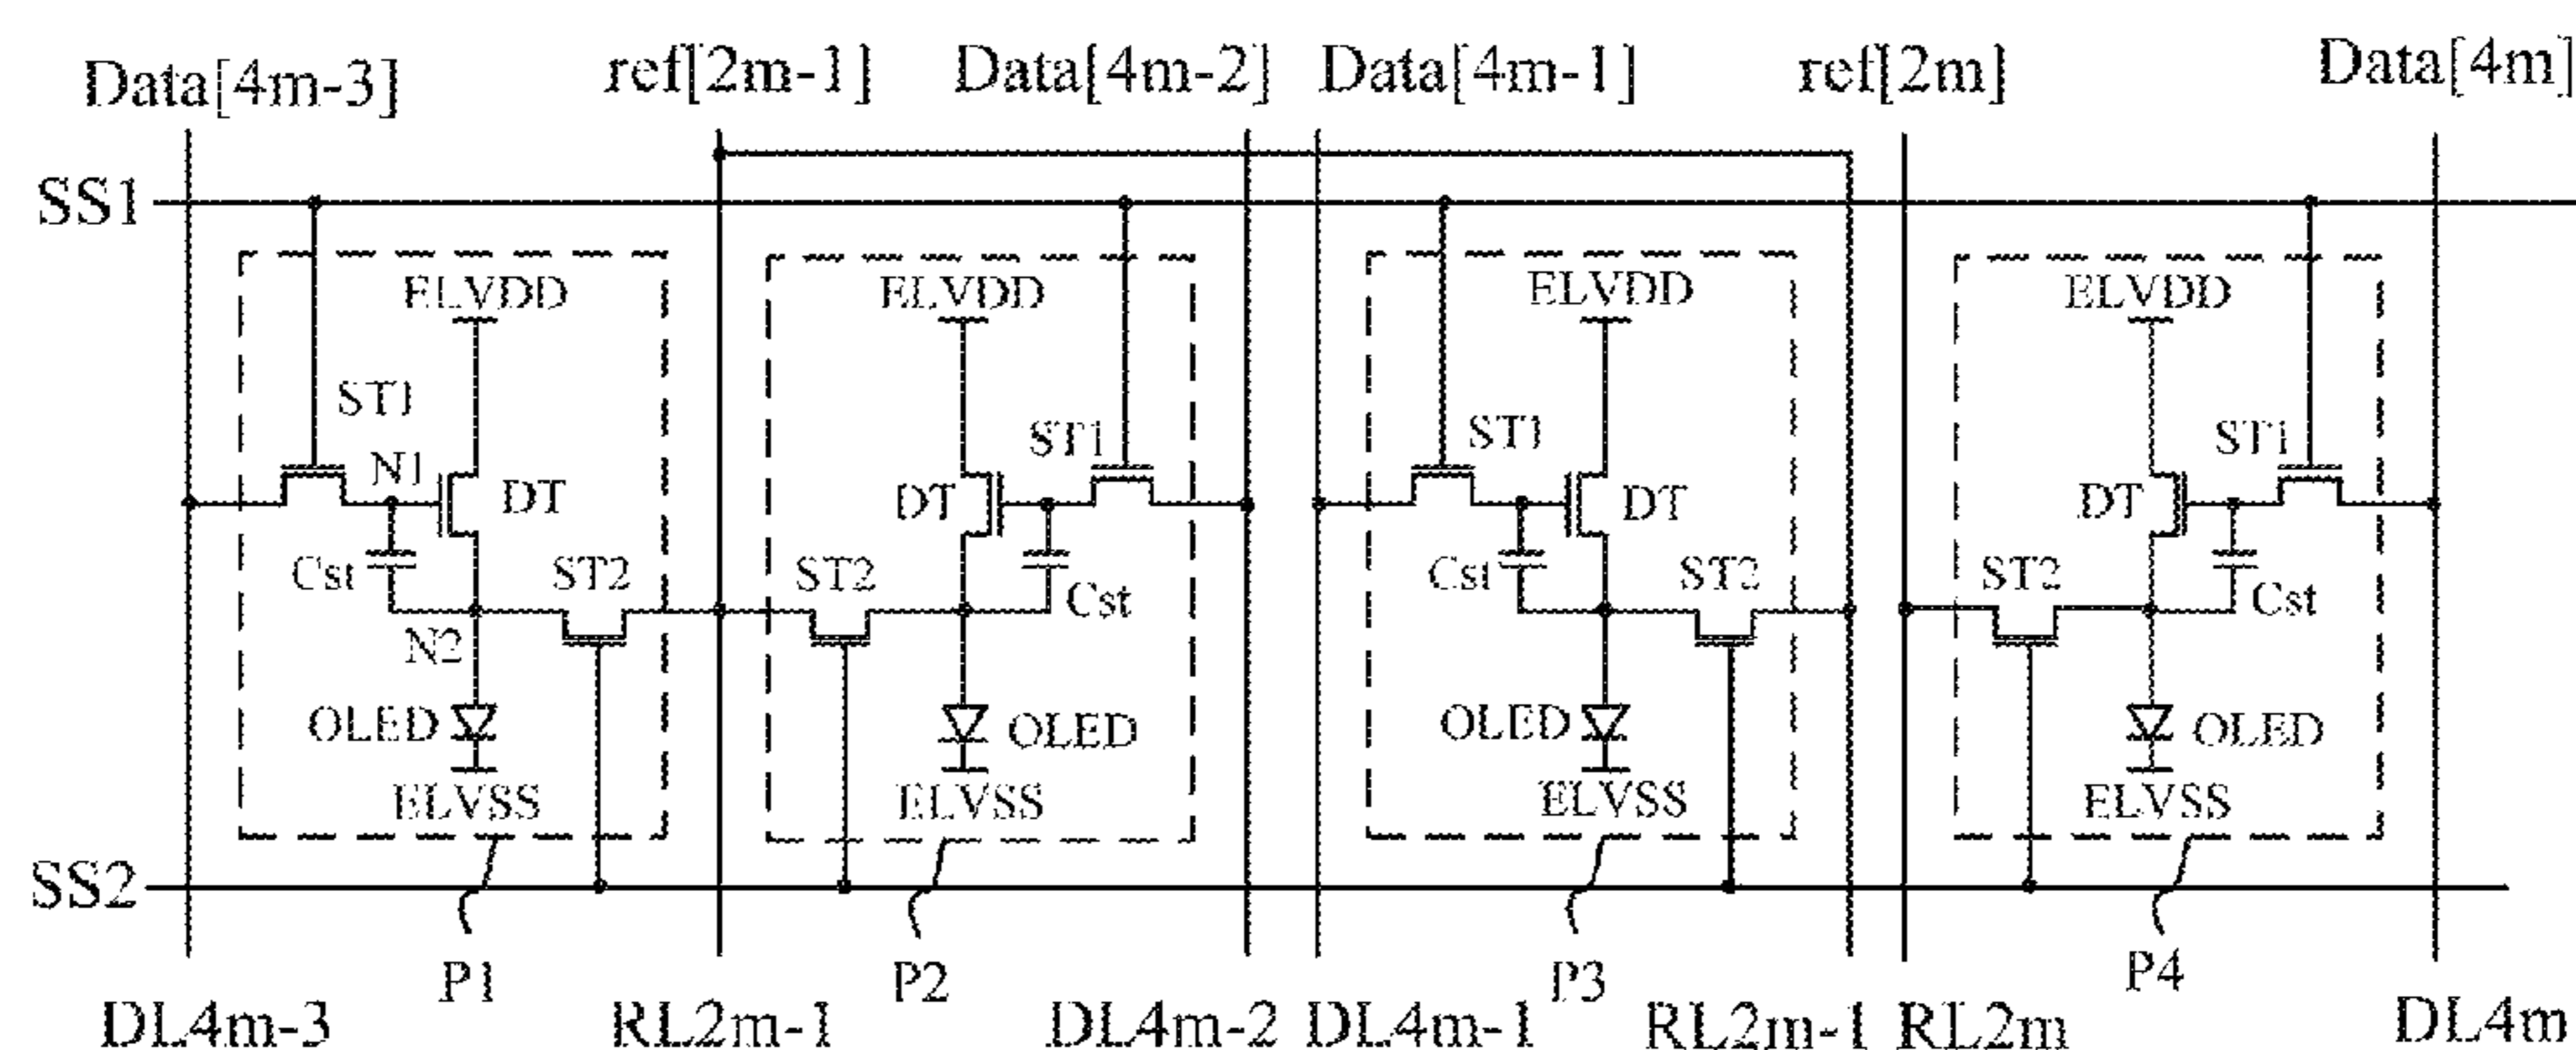 Data[4m-3] ref[2m-1] Data[4m-2] Data[4m-1] ref[2m] Data[4m]
SS1
ELVDD ELVDD ELVDD ELVDD
ST1 ST1 ST1 ST1
N1 DT DT DT DT
Cst ST2 ST2 Cst Cst ST2 ST2 Cst
N2
OLED OLED OLED OLED
ELVSS ELVSS ELVSS ELVSS
SS2
P1 P2 P3 P4
DL4m-3 RL2m-1 DL4m-2 DL4m-1 RL2m-1 RL2m DL4m